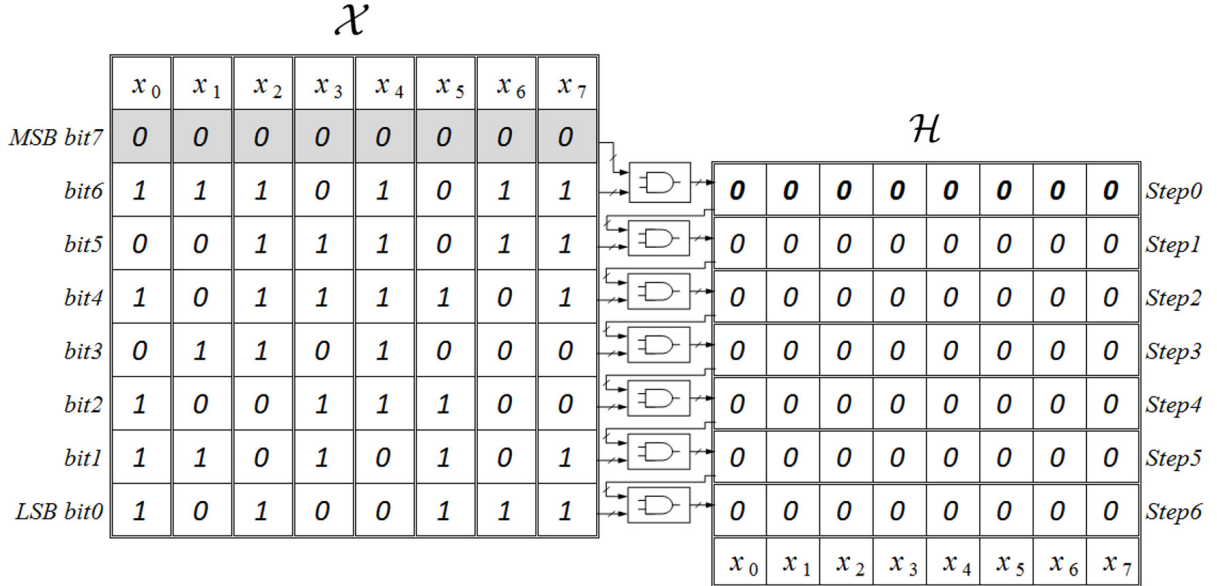 𝒳
x₀ x₁ x₂ x₃ x₄ x₅ x₆ x₇
MSB bit7 0 0 0 0 0 0 0 0
ℋ
bit6 1 1 1 0 1 0 1 1 0 0 0 0 0 0 0 0 Step0
bit5 0 0 1 1 1 0 1 1 0 0 0 0 0 0 0 0 Step1
bit4 1 0 1 1 1 1 0 1 0 0 0 0 0 0 0 0 Step2
bit3 0 1 1 0 1 0 0 0 0 0 0 0 0 0 0 0 Step3
bit2 1 0 0 1 1 1 0 0 0 0 0 0 0 0 0 0 Step4
bit1 1 1 0 1 0 1 0 1 0 0 0 0 0 0 0 0 Step5
LSB bit0 1 0 1 0 0 1 1 1 0 0 0 0 0 0 0 0 Step6
x₀ x₁ x₂ x₃ x₄ x₅ x₆ x₇